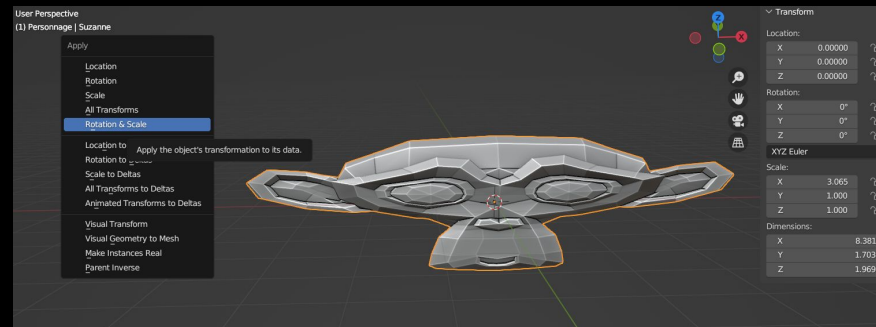 User Perspective
(1) Personnage | Suzanne
Apply
Location
Rotation
Scale
All Transforms
Rotation & Scale
Location to
Apply the object's transformation to its data.
Rotation to
Scale to Deltas
All Transforms to Deltas
Animated Transforms to Deltas
Visual Transform
Visual Geometry to Mesh
Make Instances Real
Parent Inverse
Z
X
Transform
Location:
X 0.00000
Y 0.00000
Z 0.00000
Rotation:
X 0°
Y 0°
Z 0°
XYZ Euler
Scale:
X 3.065
Y 1.000
Z 1.000
Dimensions:
X 8.381
Y 1.703
Z 1.969